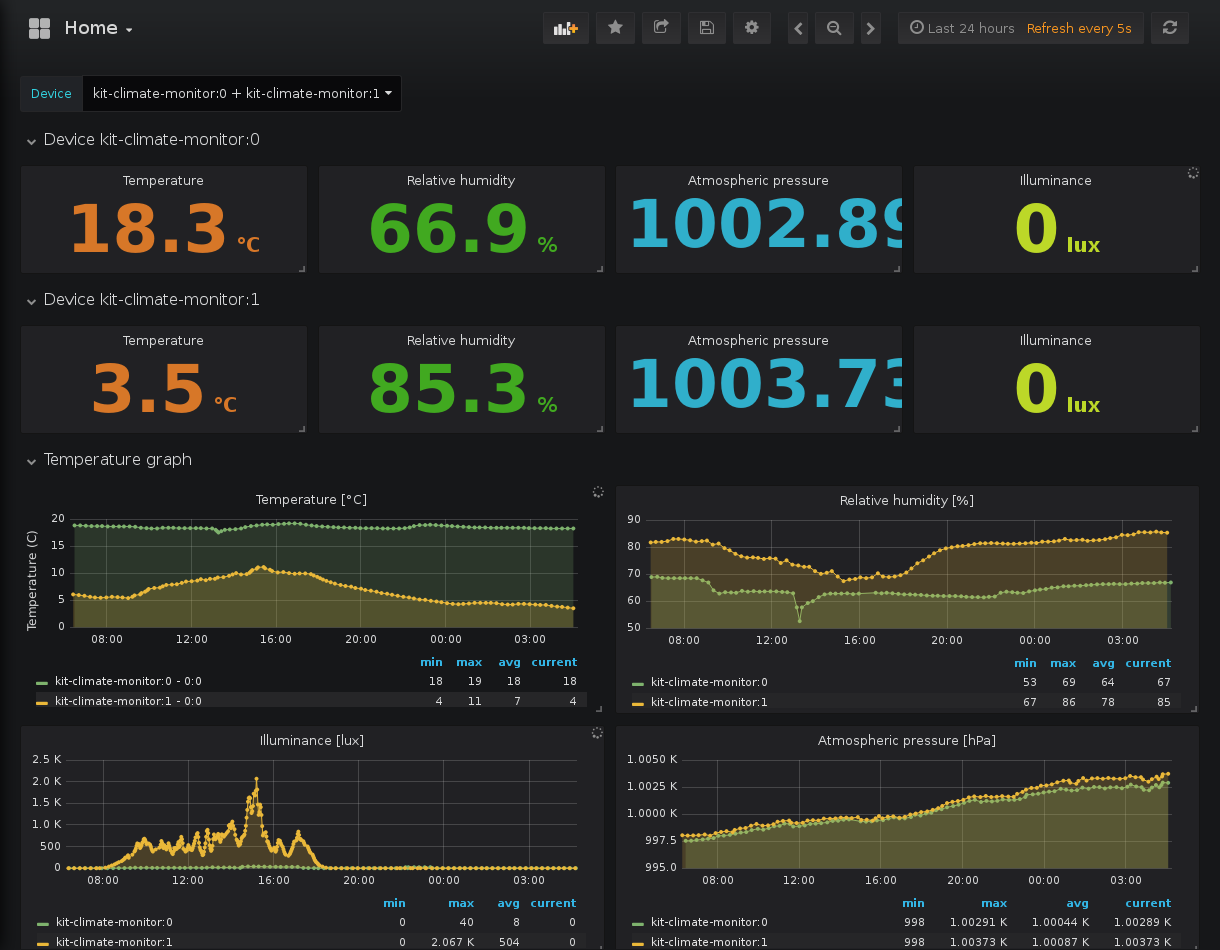 Home
Last 24 hours Refresh every 5s
Device kit-climate-monitor:0 + kit-climate-monitor:1
Device kit-climate-monitor:0
Temperature Relative humidity Atmospheric pressure Illuminance
18.3 °C 66.9 % 1002.89 0 lux
Device kit-climate-monitor:1
Temperature Relative humidity Atmospheric pressure Illuminance
3.5 °C 85.3 % 1003.73 0 lux
Temperature graph
Temperature [°C]
Temperature (C)
20
15
10
5
0
08:00 12:00 16:00 20:00 00:00 03:00
min max avg current
kit-climate-monitor:0 - 0:0 18 19 18 18
kit-climate-monitor:1 - 0:0 4 11 7 4
Relative humidity [%]
90
80
70
60
50
08:00 12:00 16:00 20:00 00:00 03:00
min max avg current
kit-climate-monitor:0 53 69 64 67
kit-climate-monitor:1 67 86 78 85
Illuminance [lux]
2.5 K
2.0 K
1.5 K
1.0 K
500
0
08:00 12:00 16:00 20:00 00:00 03:00
min max avg current
kit-climate-monitor:0 0 40 8 0
kit-climate-monitor:1 0 2.067 K 504 0
Atmospheric pressure [hPa]
1.0050 K
1.0025 K
1.0000 K
997.5
995.0
08:00 12:00 16:00 20:00 00:00 03:00
min max avg current
kit-climate-monitor:0 998 1.00291 K 1.00044 K 1.00289 K
kit-climate-monitor:1 998 1.00373 K 1.00087 K 1.00373 K